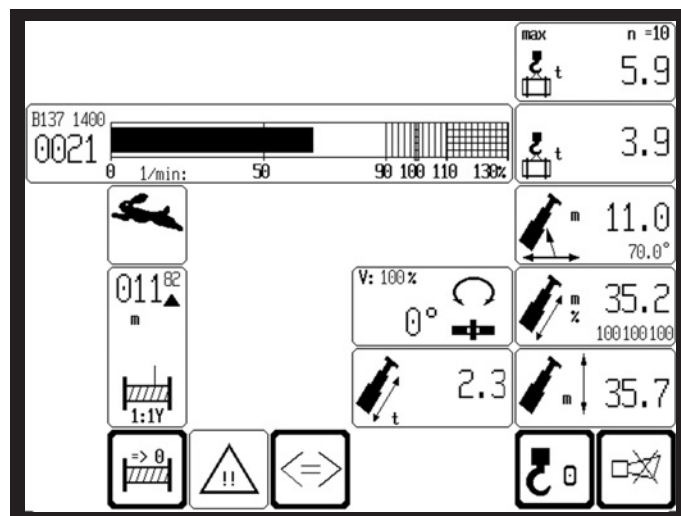 max n =10
t 5.9
B137 1400
0021
0 1/min: 50 90 100 110 130%
t 3.9
m 11.0
70.0°
011 82
m
1:1Y
V: 100%
0°
m 35.2
% 100100100
t 2.3
m 35.7
=> 0
!!
<=>
0